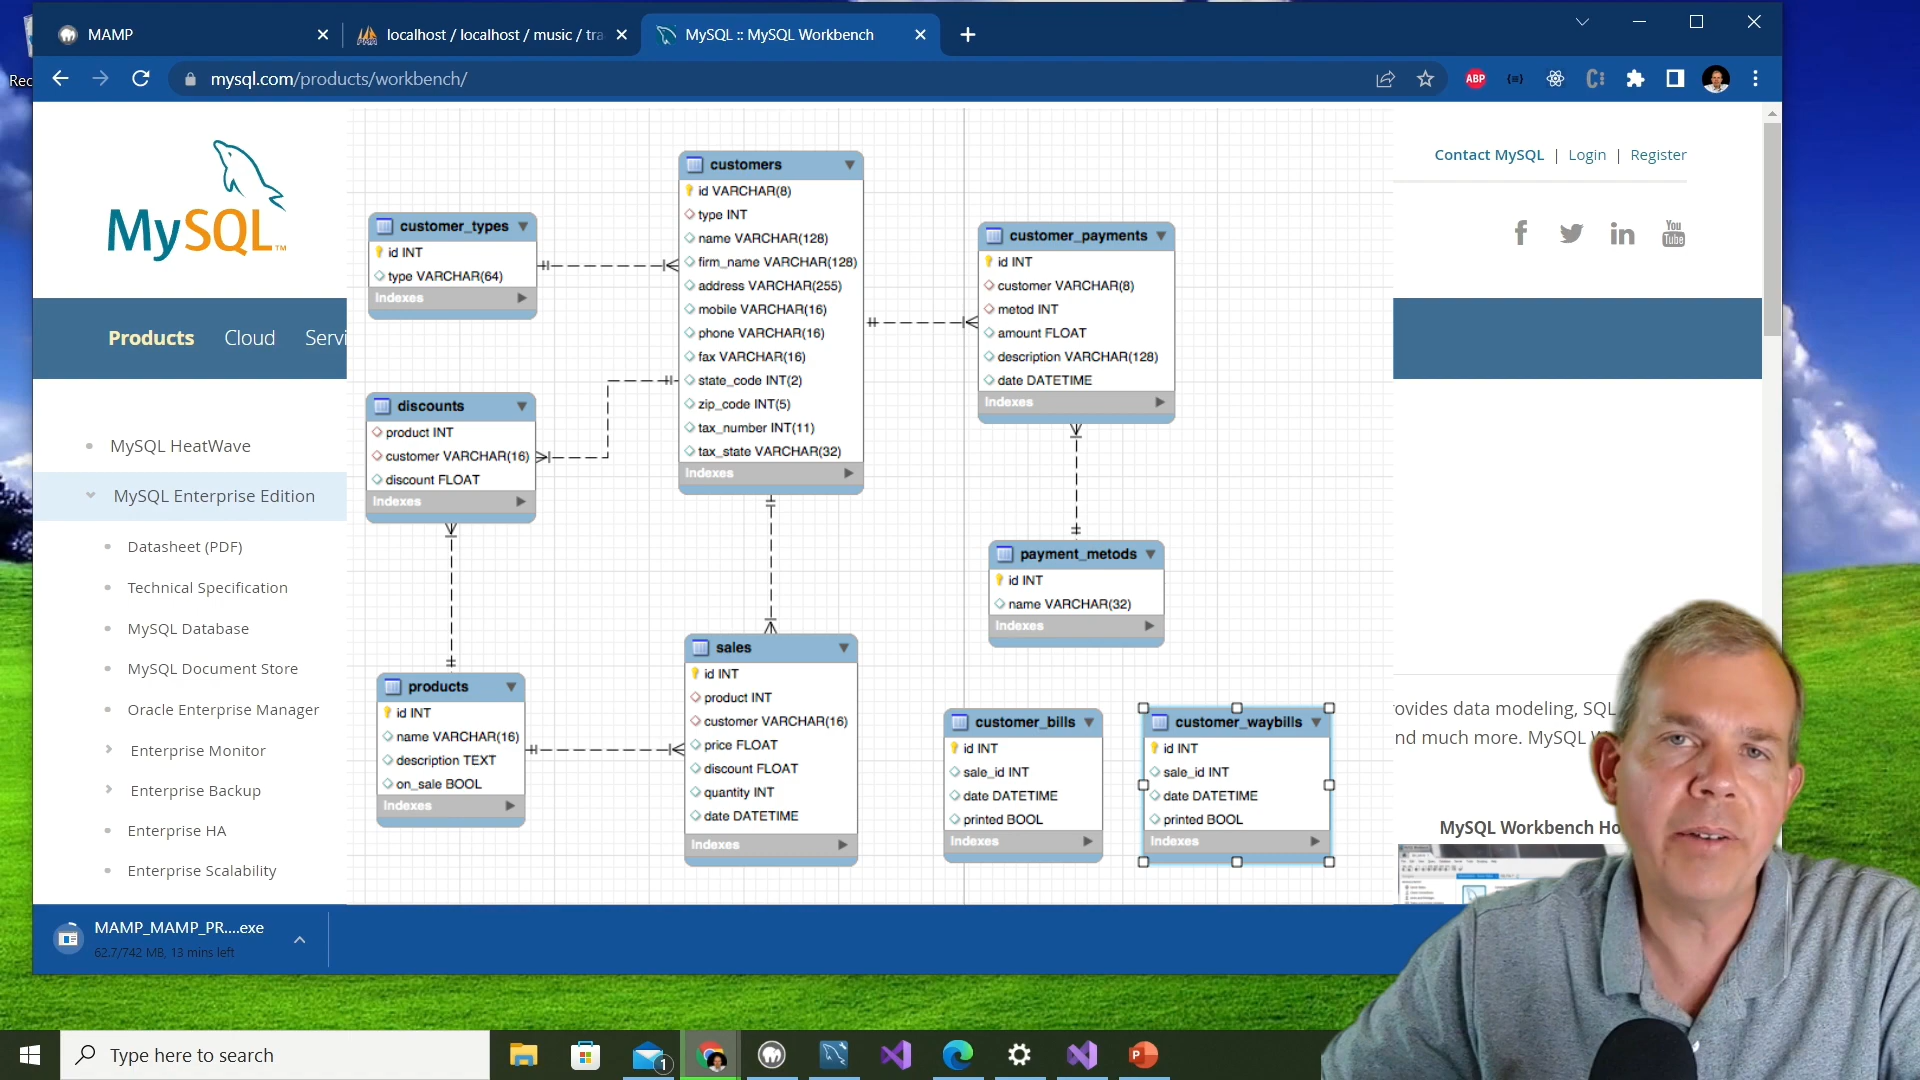 MAMP
localhost / localhost / music / tra
MySQL :: MySQL Workbench
Rec
mysql.com/products/workbench/
ABP
MySQL™
Contact MySQL | Login | Register
You
Tube
Products Cloud Servi
MySQL HeatWave
MySQL Enterprise Edition
Datasheet (PDF)
Technical Specification
MySQL Database
MySQL Document Store
Oracle Enterprise Manager
Enterprise Monitor
Enterprise Backup
Enterprise HA
Enterprise Scalability
customer_types
id INT
type VARCHAR(64)
Indexes
discounts
product INT
customer VARCHAR(16)
discount FLOAT
Indexes
products
id INT
name VARCHAR(16)
description TEXT
on_sale BOOL
Indexes
customers
id VARCHAR(8)
type INT
name VARCHAR(128)
firm_name VARCHAR(128)
address VARCHAR(255)
mobile VARCHAR(16)
phone VARCHAR(16)
fax VARCHAR(16)
state_code INT(2)
zip_code INT(5)
tax_number INT(11)
tax_state VARCHAR(32)
Indexes
sales
id INT
product INT
customer VARCHAR(16)
price FLOAT
discount FLOAT
quantity INT
date DATETIME
Indexes
customer_payments
id INT
customer VARCHAR(8)
metod INT
amount FLOAT
description VARCHAR(128)
date DATETIME
Indexes
payment_metods
id INT
name VARCHAR(32)
Indexes
customer_bills
id INT
sale_id INT
date DATETIME
printed BOOL
Indexes
customer_waybills
id INT
sale_id INT
date DATETIME
printed BOOL
Indexes
rovides data modeling, SQL
nd much more. MySQL W
MySQL Workbench Ho
MAMP_MAMP_PR....exe
62.7/742 MB, 13 mins left
Type here to search
1